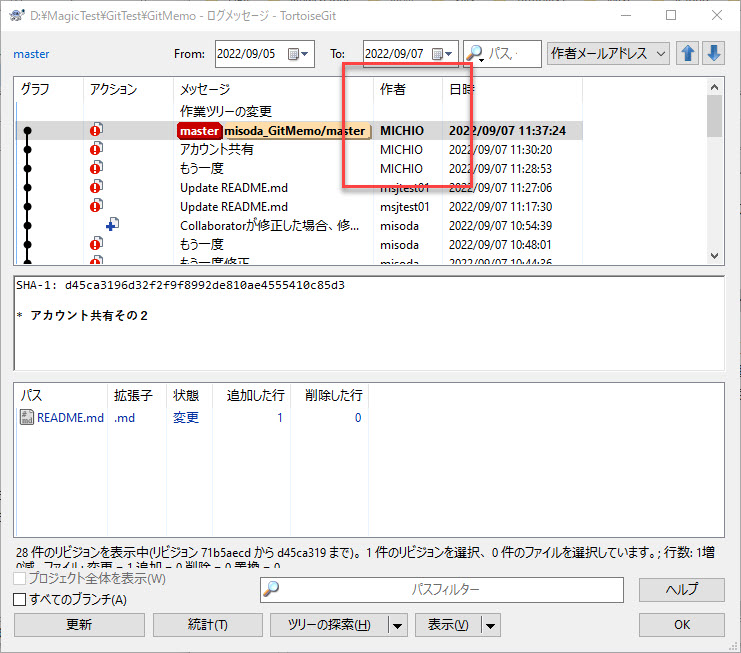 D:¥MagicTest¥GitTest¥GitMemo - ログメッセージ - TortoiseGit
master From: 2022/09/05 To: 2022/09/07 パス, 作者メールアドレス
グラフ アクション メッセージ 作者 日時
作業ツリーの変更
master misoda_GitMemo/master MICHIO 2022/09/07 11:37:24
アカウント共有 MICHIO 2022/09/07 11:30:20
もう一度 MICHIO 2022/09/07 11:28:53
Update README.md msjtest01 2022/09/07 11:27:06
Update README.md msjtest01 2022/09/07 11:17:30
Collaboratorが修正した場合、修... misoda 2022/09/07 10:54:39
もう一度 misoda 2022/09/07 10:48:01
もう一度修正 misoda 2022/09/07 10:44:36
SHA-1: d45ca3196d32f2f9f8992de810ae4555410c85d3
* アカウント共有その２
パス 拡張子 状態 追加した行 削除した行
README.md .md 変更 1 0
28 件のリビジョンを表示中(リビジョン 71b5aecd から d45ca319 まで)。 1 件のリビジョンを選択、 0 件のファイルを選択しています。; 行数: 1増
0減 ファイル: 変更 = 1 追加 = 0 削除 = 0 置換 = 0
プロジェクト全体を表示(W)
すべてのブランチ(A) パスフィルター ヘルプ
更新 統計(T) ツリーの探索(H) 表示(V) OK